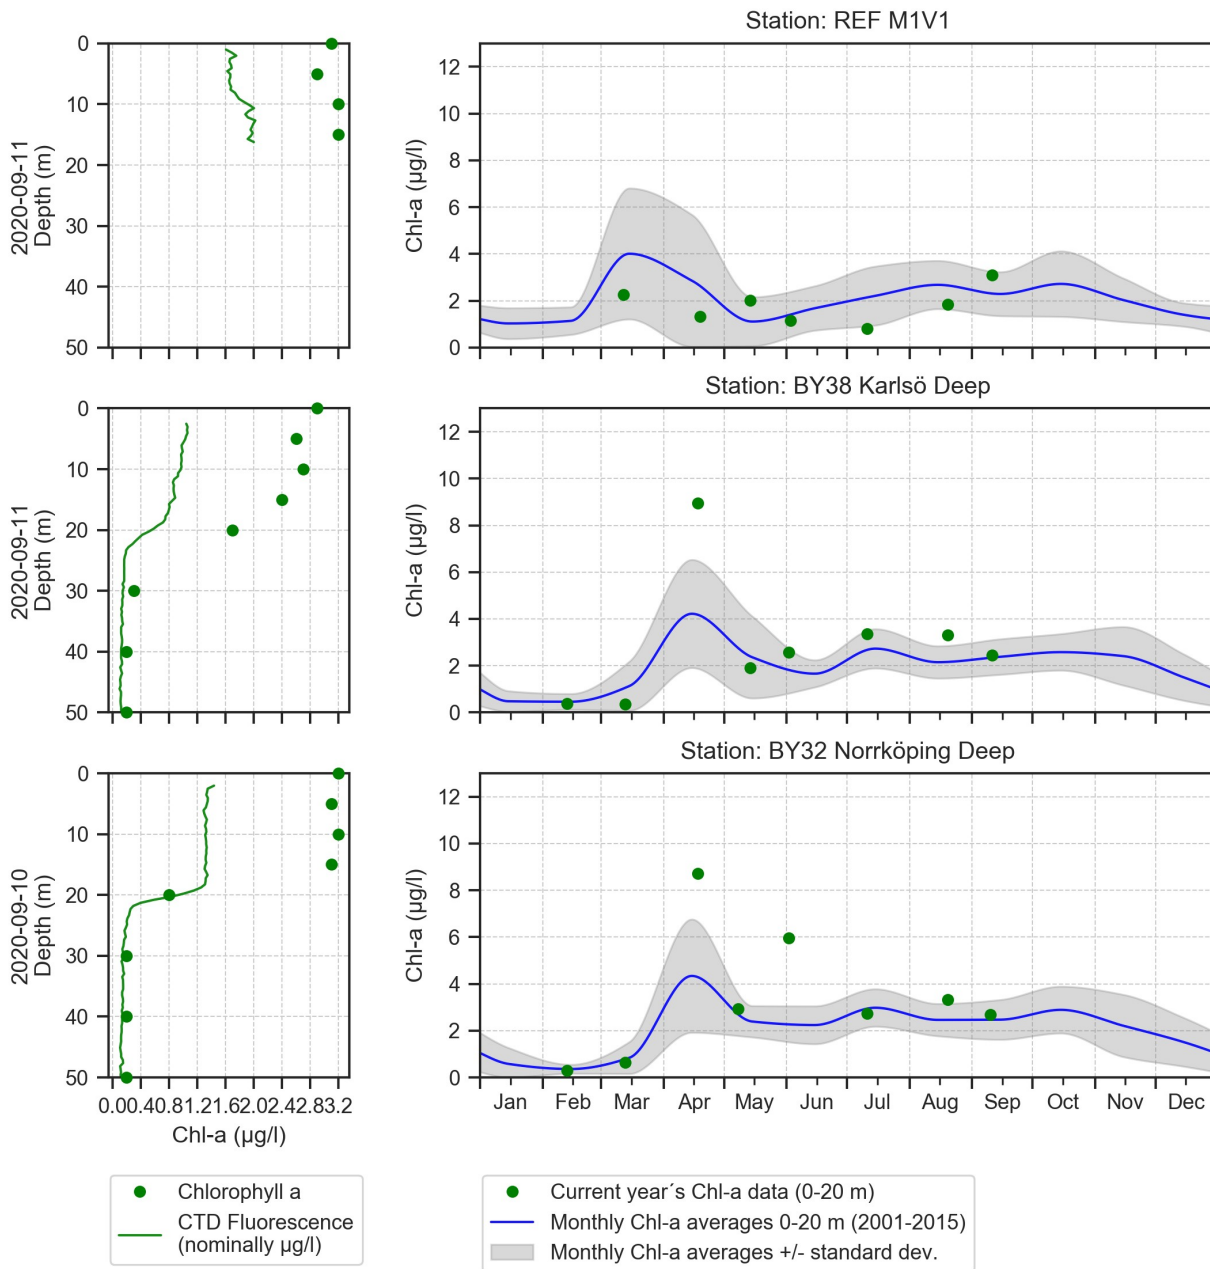 Station: REF M1V1
0
10
20
30
40
50
2020-09-11
Depth (m)
12
10
8
6
4
2
0
Chl-a (µg/l)
Station: BY38 Karlsö Deep
0
10
20
30
40
50
2020-09-11
Depth (m)
12
10
8
6
4
2
0
Chl-a (µg/l)
Station: BY32 Norrköping Deep
0
10
20
30
40
50
2020-09-10
Depth (m)
12
10
8
6
4
2
0
Chl-a (µg/l)
0.00.40.81.21.62.02.42.83.2
Chl-a (µg/l)
Jan Feb Mar Apr May Jun Jul Aug Sep Oct Nov Dec
Chlorophyll a
CTD Fluorescence
(nominally µg/l)
Current year´s Chl-a data (0-20 m)
Monthly Chl-a averages 0-20 m (2001-2015)
Monthly Chl-a averages +/- standard dev.